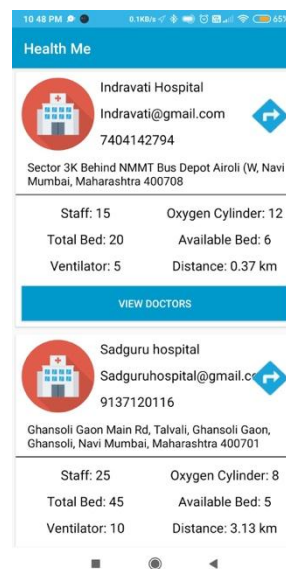 10 48 PM
0.1KB/s
65%
Health Me
Indravati Hospital
Indravati@gmail.com
7404142794
Sector 3K Behind NMMT Bus Depot Airoli (W, Navi
Mumbai, Maharashtra 400708
Staff: 15 Oxygen Cylinder: 12
Total Bed: 20 Available Bed: 6
Ventilator: 5 Distance: 0.37 km
VIEW DOCTORS
Sadguru hospital
Sadguruhospital@gmail.c
9137120116
Ghansoli Gaon Main Rd, Talvali, Ghansoli Gaon,
Ghansoli, Navi Mumbai, Maharashtra 400701
Staff: 25 Oxygen Cylinder: 8
Total Bed: 45 Available Bed: 5
Ventilator: 10 Distance: 3.13 km